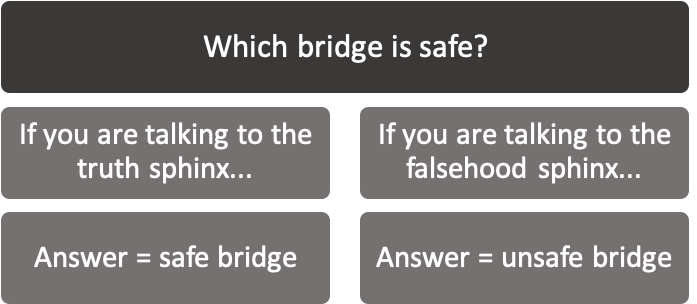 Which bridge is safe?
If you are talking to the
truth sphinx...
If you are talking to the
falsehood sphinx...
Answer = safe bridge
Answer = unsafe bridge